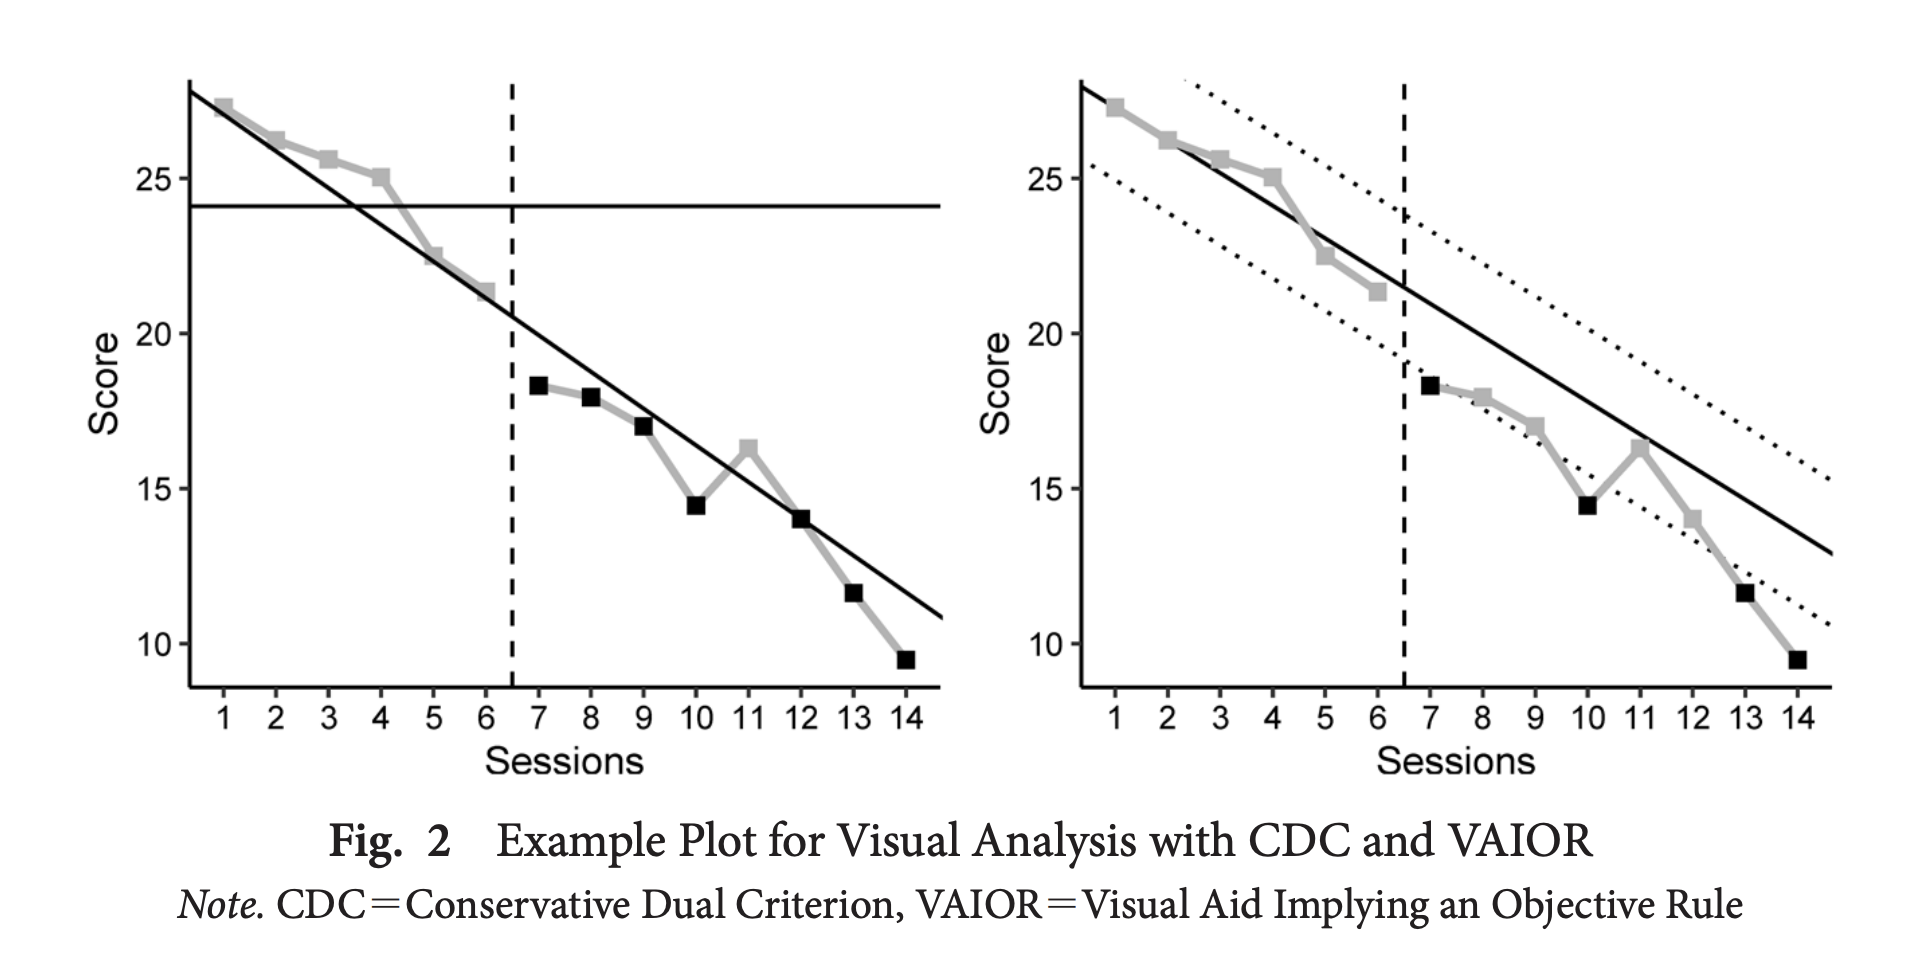 25
20
15
10
Score
1 2 3 4 5 6 7 8 9 10 11 12 13 14
Sessions
25
20
15
10
Score
1 2 3 4 5 6 7 8 9 10 11 12 13 14
Sessions
Fig. 2 Example Plot for Visual Analysis with CDC and VAIOR
Note. CDC=Conservative Dual Criterion, VAIOR=Visual Aid Implying an Objective Rule